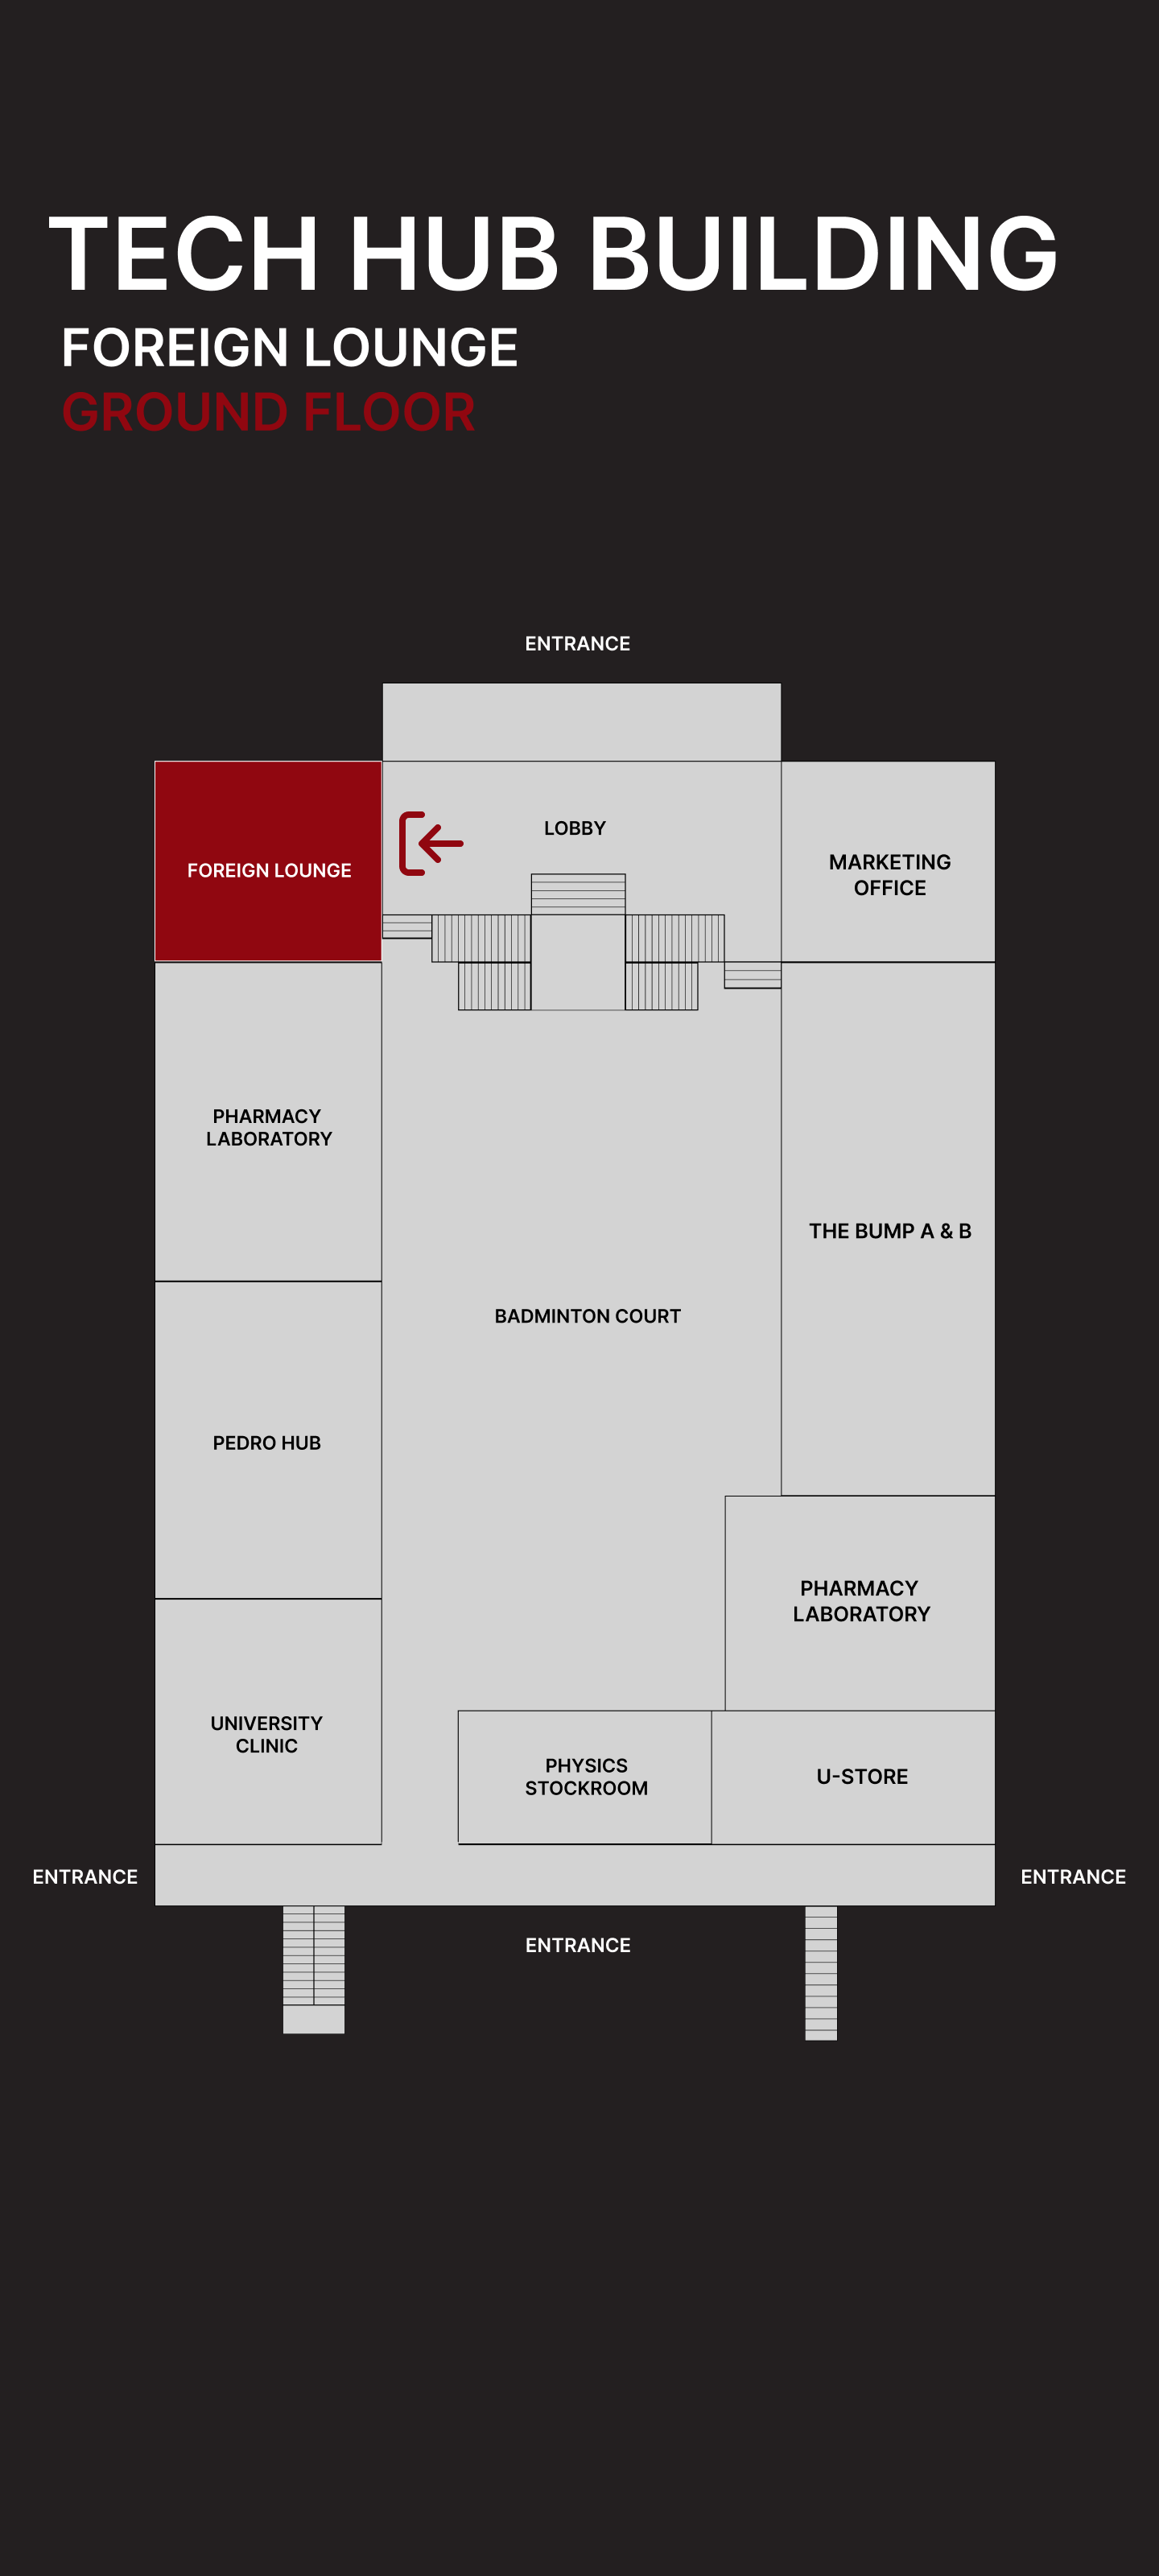 TECH HUB BUILDING
FOREIGN LOUNGE
GROUND FLOOR
ENTRANCE
LOBBY
FOREIGN LOUNGE
MARKETING
OFFICE
PHARMACY
LABORATORY
THE BUMP A & B
BADMINTON COURT
PEDRO HUB
PHARMACY
LABORATORY
UNIVERSITY
CLINIC
PHYSICS
STOCKROOM
U-STORE
ENTRANCE
ENTRANCE
ENTRANCE